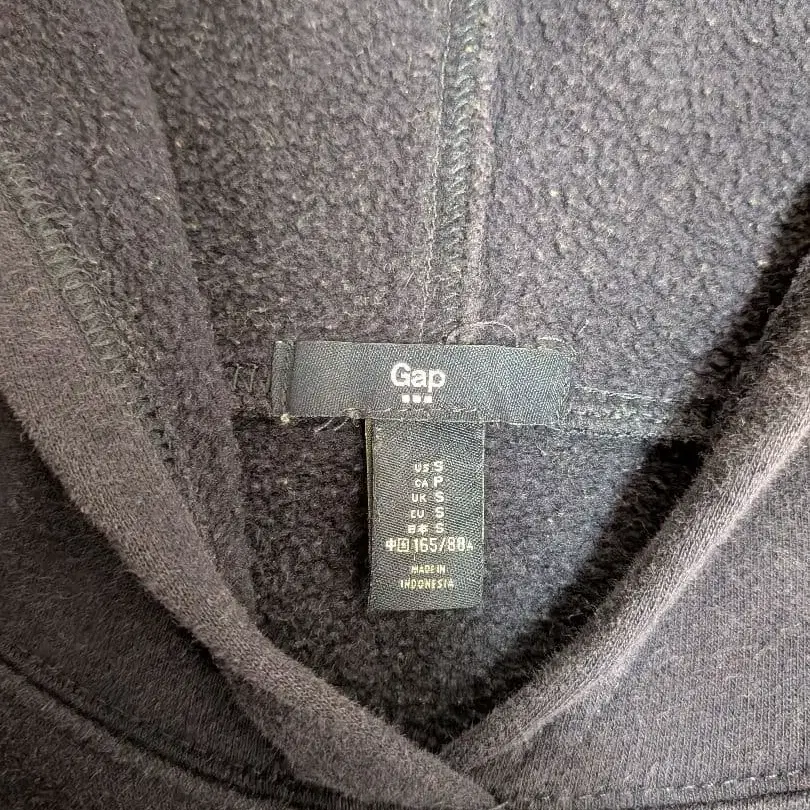 Gap
US S
CA P
UK S
EU S
日本 S
中国 165/88A
MADE IN
INDONESIA